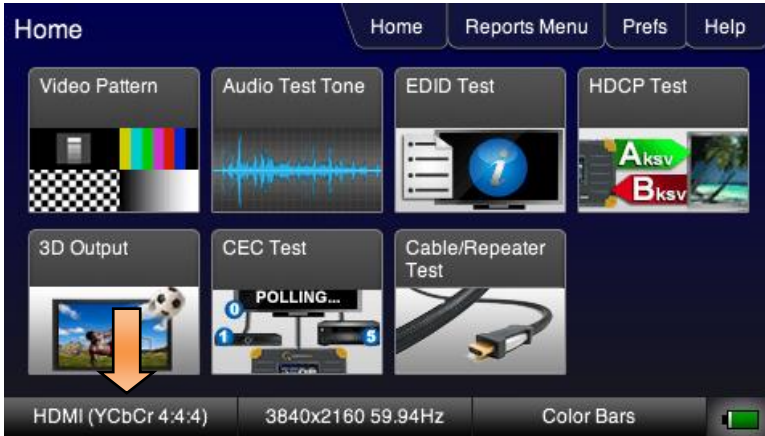 Home
Home Reports Menu Prefs Help
Video Pattern
Audio Test Tone
EDID Test
HDCP Test
i
Aksv
Bksv
3D Output
CEC Test
Cable/Repeater
Test
POLLING...
0
1
5
HDMI (YCbCr 4:4:4) 3840x2160 59.94Hz Color Bars